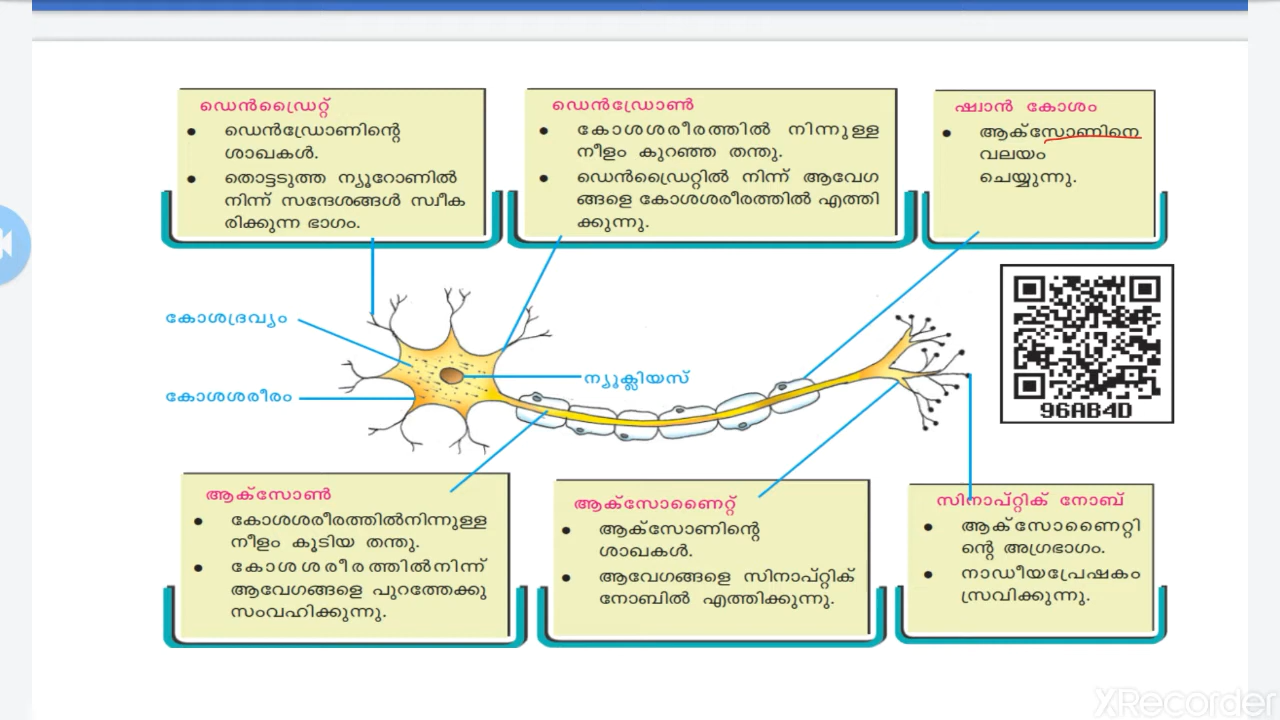 ഡെൻഡ്രൈറ്റ്
● ഡെൻഡ്രോണിന്റെ
ശാഖകൾ.
● തൊട്ടടുത്ത ന്യൂറോണിൽ
നിന്ന് സന്ദേശങ്ങൾ സ്വീക
രിക്കുന്ന ഭാഗം.
ഡെൻഡ്രോൺ
● കോശശരീരത്തിൽ നിന്നുള്ള
നീളം കുറഞ്ഞ തന്തു.
● ഡെൻഡ്രൈറ്റിൽ നിന്ന് ആവേഗ
ങ്ങളെ കോശശരീരത്തിൽ എത്തി
ക്കുന്നു.
ഷ്വാൻ കോശം
● ആക്സോണിനെ
വലയം
ചെയ്യുന്നു.
കോശദ്രവ്യം
ന്യൂക്ലിയസ്
കോശശരീരം
96AB4D
ആക്സോൺ
● കോശശരീരത്തിൽനിന്നുള്ള
നീളം കൂടിയ തന്തു.
● കോശശരീരത്തിൽനിന്ന്
ആവേഗങ്ങളെ പുറത്തേക്കു
സംവഹിക്കുന്നു.
ആക്സോണൈറ്റ്
● ആക്സോണിന്റെ
ശാഖകൾ.
● ആവേഗങ്ങളെ സിനാപ്റ്റിക്
നോബിൽ എത്തിക്കുന്നു.
സിനാപ്റ്റിക് നോബ്
● ആക്സോണൈറ്റി
ന്റെ അഗ്രഭാഗം.
● നാഡീയപ്രേഷകം
സ്രവിക്കുന്നു.
XRecorder